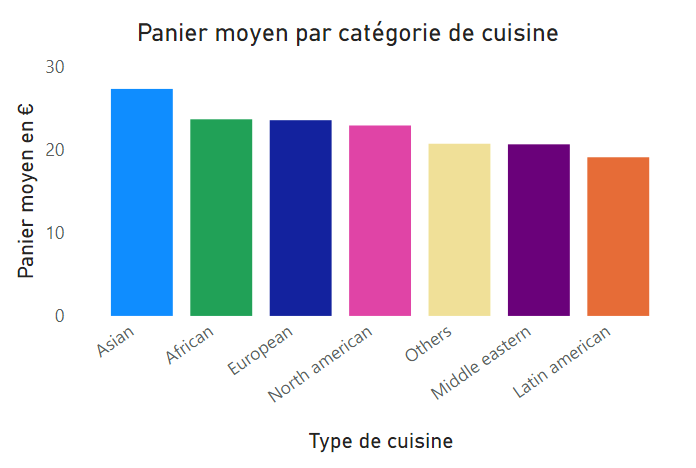 Panier moyen par catégorie de cuisine
Panier moyen en €
30
20
10
0
Asian
African
European
North american
Others
Middle eastern
Latin american
Type de cuisine